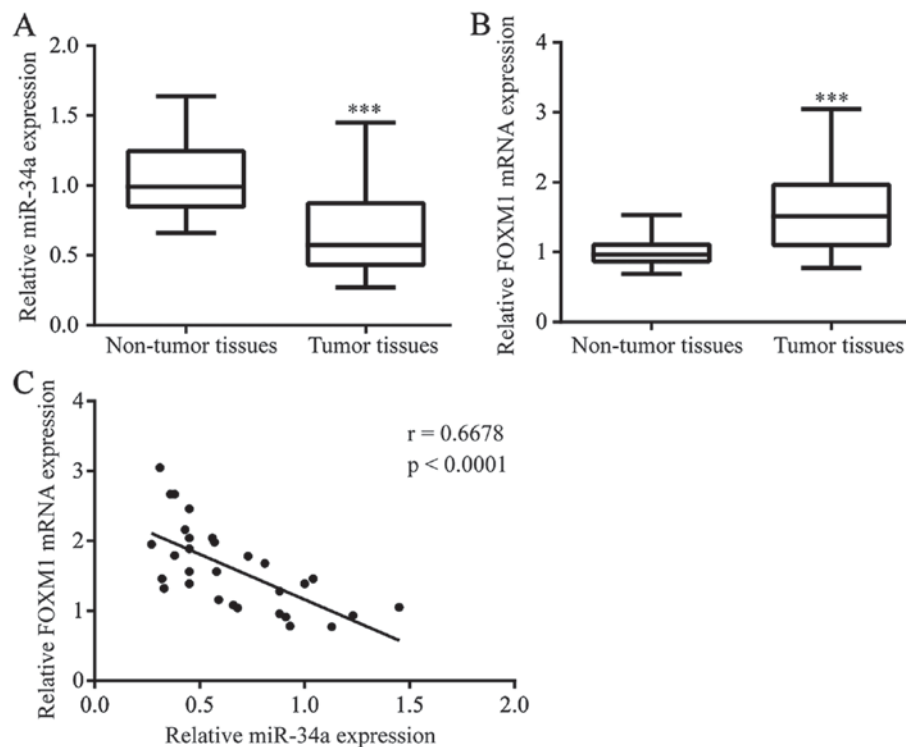 A
Relative miR-34a expression
2.0
1.5
1.0
0.5
0.0
***
Non-tumor tissues
Tumor tissues
B
Relative FOXM1 mRNA expression
4
3
2
1
0
***
Non-tumor tissues
Tumor tissues
C
Relative FOXM1 mRNA expression
4
3
2
1
0
r = 0.6678
p < 0.0001
0.0
0.5
1.0
1.5
2.0
Relative miR-34a expression